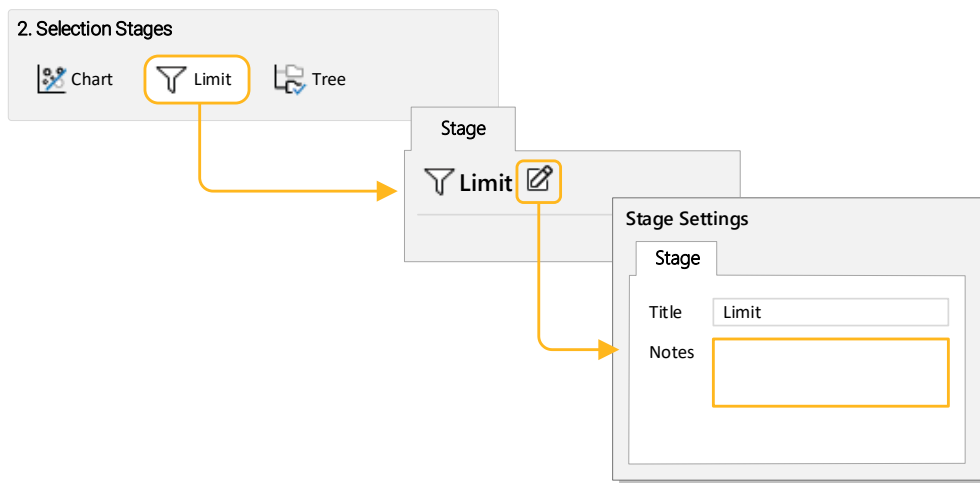 2. Selection Stages
Chart Limit Tree
Stage
Limit
Stage Settings
Stage
Title Limit
Notes